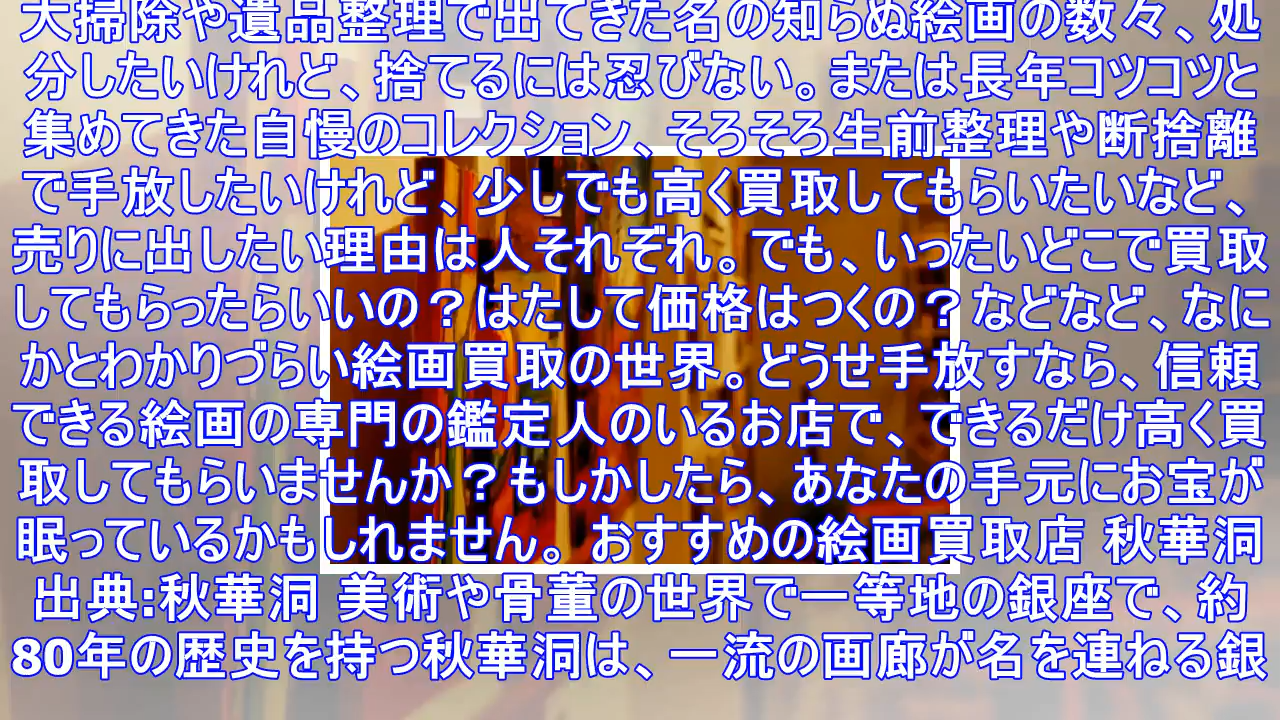 大掃除や遺品整理で出てきた名の知らぬ絵画の数々、処
分したいけれど、捨てるには忍びない。または長年コツコツと
集めてきた自慢のコレクション、そろそろ生前整理や断捨離
で手放したいけれど、少しでも高く買取してもらいたいなど、
売りに出したい理由は人それぞれ。でも、いったいどこで買取
してもらったらいいの？はたして価格はつくの？などなど、なに
かとわかりづらい絵画買取の世界。どうせ手放すなら、信頼
できる絵画の専門の鑑定人のいるお店で、できるだけ高く買
取してもらいませんか？もしかしたら、あなたの手元にお宝が
眠っているかもしれません。おすすめの絵画買取店 秋華洞
出典:秋華洞 美術や骨董の世界で一等地の銀座で、約
80年の歴史を持つ秋華洞は、一流の画廊が名を連ねる銀